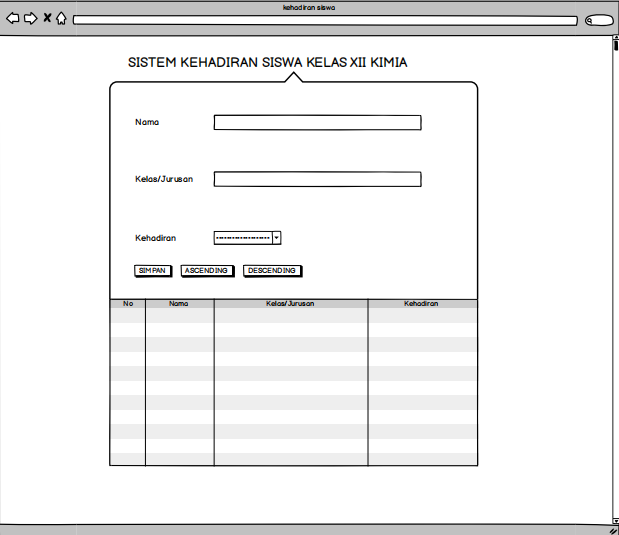 kehadiran siswa
SISTEM KEHADIRAN SISWA KELAS XII KIMIA
Nama
Kelas/Jurusan
Kehadiran
SIMPAN ASCENDING DESCENDING
No Nama Kelas/Jurusan Kehadiran